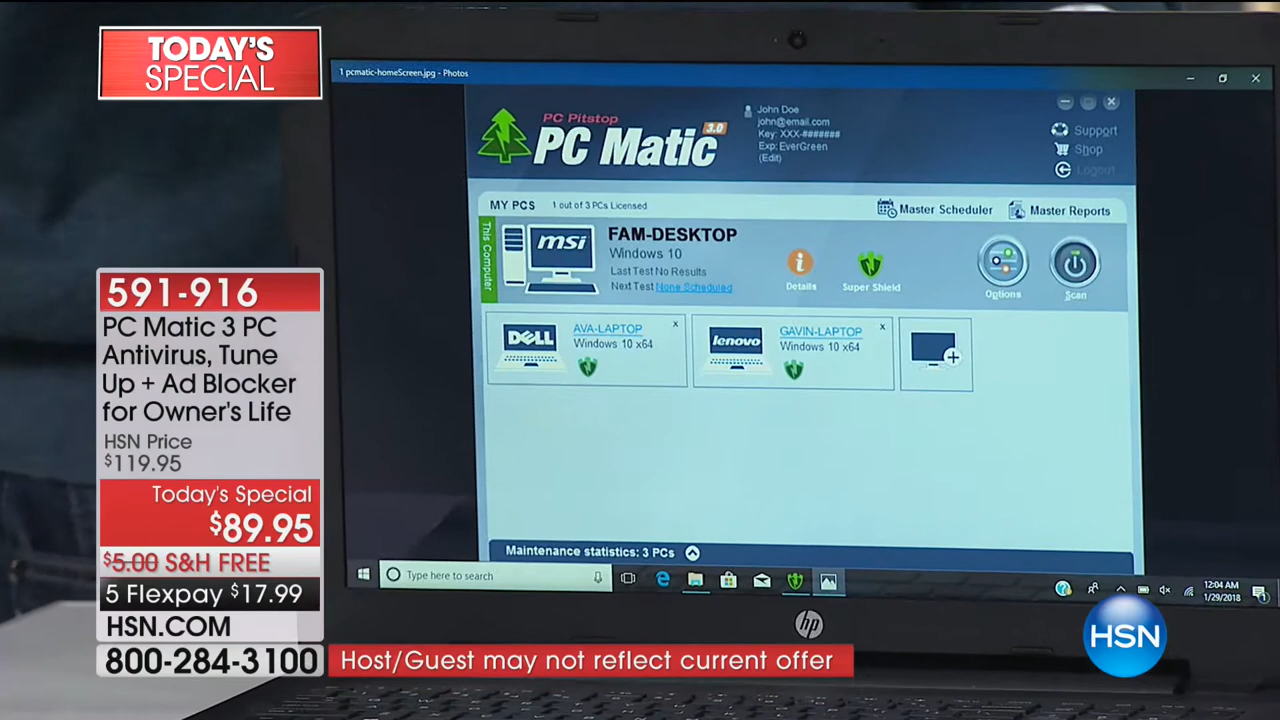 TODAY'S
SPECIAL
591-916
PC Matic 3 PC
Antivirus, Tune
Up + Ad Blocker
for Owner's Life
HSN Price
$119.95
Today's Special
$89.95
$5.00 S&H FREE
5 Flexpay $17.99
HSN.COM
800-284-3100
Host/Guest may not reflect current offer
HSN
1 pcmatic-homeScreen.jpg - Photos
PC Pitstop
PC Matic 3.0
John Doe
john@email.com
Key: XXX-#######
Exp: EverGreen
(Edit)
Support
Shop
Logout
MY PCS 1 out of 3 PCs Licensed
Master Scheduler Master Reports
This Computer
msi
FAM-DESKTOP
Windows 10
Last Test No Results
Next Test None Scheduled
Details
Super Shield
Options
Scan
DELL
AVA-LAPTOP
Windows 10 x64
x
lenovo
GAVIN-LAPTOP
Windows 10 x64
x
Maintenance statistics: 3 PCs
Type here to search
12:04 AM
1/29/2018
1
hp